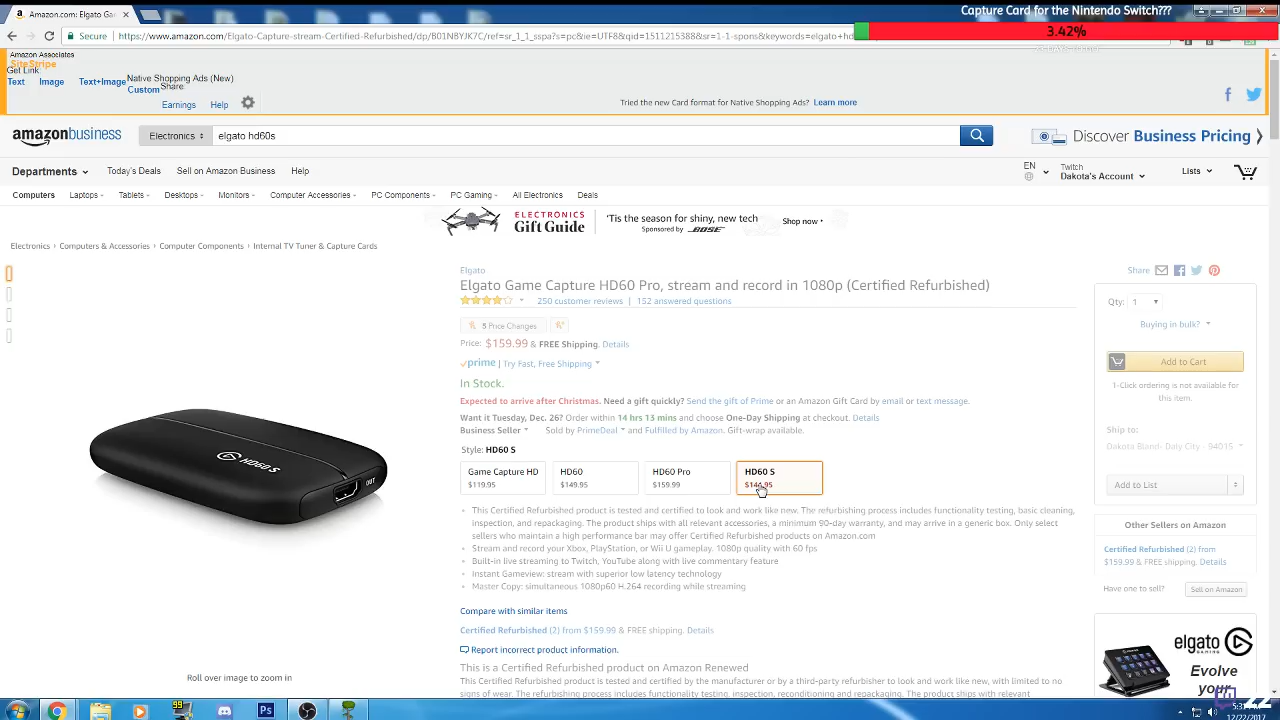 Amazon.com: Elgato Gam
Capture Card for the Nintendo Switch???
Secure
https://www.amazon.com/Elgato-Capture-stream-Certified
3.42%
Amazon Associates
SiteStripe
Get Link:
Text Image Text+Image Native Shopping Ads (New)
Custom Share:
Earnings Help
Tried the new Card format for Native Shopping Ads? Learn more
amazonbusiness
Electronics
elgato hd60s
Discover Business Pricing
Departments
Today's Deals
Sell on Amazon Business
Help
EN
Twitch
Dakota's Account
Lists
Computers
Laptops
Tablets
Desktops
Monitors
Computer Accessories
PC Components
PC Gaming
All Electronics
Deals
ELECTRONICS
Gift Guide
'Tis the season for shiny, new tech
Sponsored by BOSE
Shop now
Electronics › Computers & Accessories › Computer Components › Internal TV Tuner & Capture Cards
Elgato
Share
Elgato Game Capture HD60 Pro, stream and record in 1080p (Certified Refurbished)
250 customer reviews | 152 answered questions
5 Price Changes
Price: $159.99 & FREE Shipping. Details
prime | Try Fast, Free Shipping
In Stock.
Expected to arrive after Christmas. Need a gift quickly? Send the gift of Prime or an Amazon Gift Card by email or text message.
Want it Tuesday, Dec. 26? Order within 14 hrs 13 mins and choose One-Day Shipping at checkout. Details
Business Seller Sold by PrimeDeal and Fulfilled by Amazon. Gift-wrap available.
Style: HD60 S
Game Capture HD
$119.95
HD60
$149.95
HD60 Pro
$159.99
HD60 S
This Certified Refurbished product is tested and certified to look and work like new. The refurbishing process includes functionality testing, basic cleaning,
inspection, and repackaging. The product ships with all relevant accessories, a minimum 90-day warranty, and may arrive in a generic box. Only select
sellers who maintain a high performance bar may offer Certified Refurbished products on Amazon.com
Stream and record your Xbox, PlayStation, or Wii U gameplay. 1080p quality with 60 fps
Built-in live streaming to Twitch, YouTube along with live commentary feature
Instant Gameview: stream with superior low latency technology
Master Copy: simultaneous 1080p60 H.264 recording while streaming
Compare with similar items
Certified Refurbished (2) from $159.99 & FREE shipping. Details
Report incorrect product information.
This is a Certified Refurbished product on Amazon Renewed
Certified Refurbished products are tested and certified by the manufacturer or by a third-party refurbisher to look and work like new, with limited to no
signs of wear. The refurbishing process includes functionality testing, inspection, reconditioning and repackaging. The product ships with relevant
HD60 S
OUT
Roll over image to zoom in
Qty: 1
Buying in bulk?
Add to Cart
1-Click ordering is not available for
this item.
Ship to:
Dakota Bland- Daly City - 94015
Add to List
Other Sellers on Amazon
Certified Refurbished (2) from
$159.99 & FREE shipping. Details
Have one to sell?
Sell on Amazon
elgato
GAMING
Evolve
your
12/22/2017